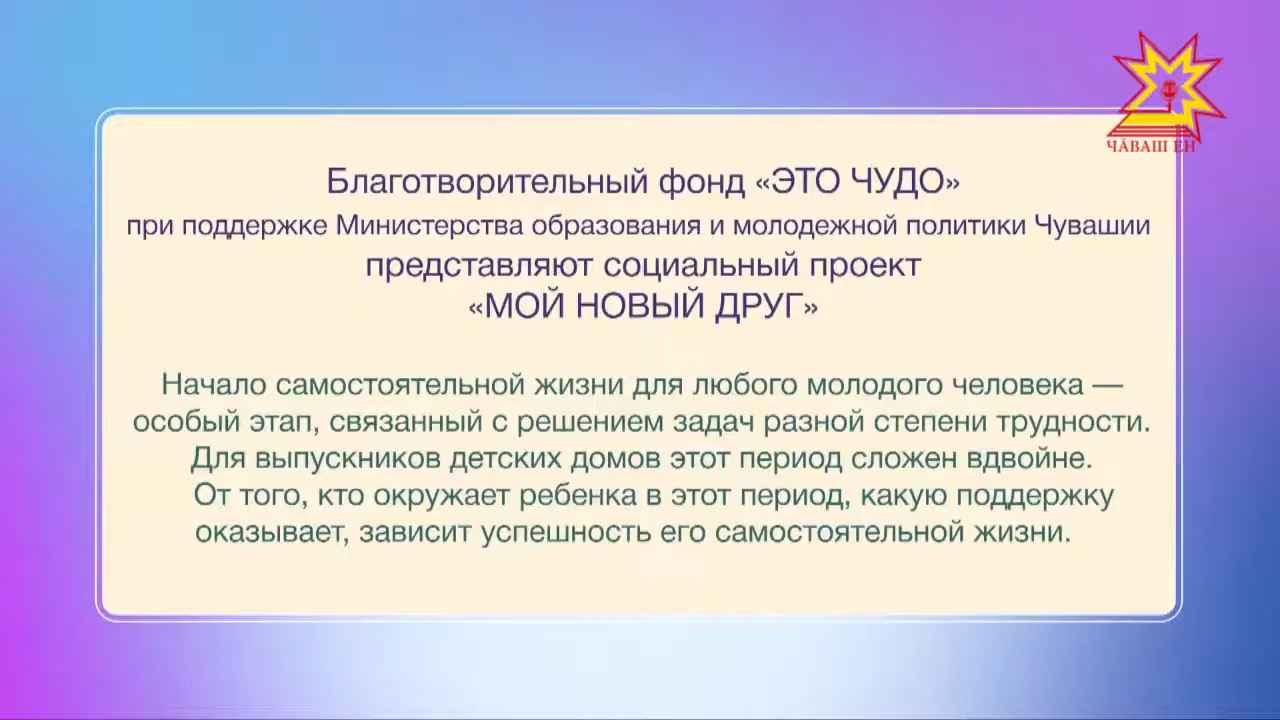 ЧӐВАШ ЕН
Благотворительный фонд «ЭТО ЧУДО»
при поддержке Министерства образования и молодежной политики Чувашии
представляют социальный проект
«МОЙ НОВЫЙ ДРУГ»
Начало самостоятельной жизни для любого молодого человека —
особый этап, связанный с решением задач разной степени трудности.
Для выпускников детских домов этот период сложен вдвойне.
От того, кто окружает ребенка в этот период, какую поддержку
оказывает, зависит успешность его самостоятельной жизни.